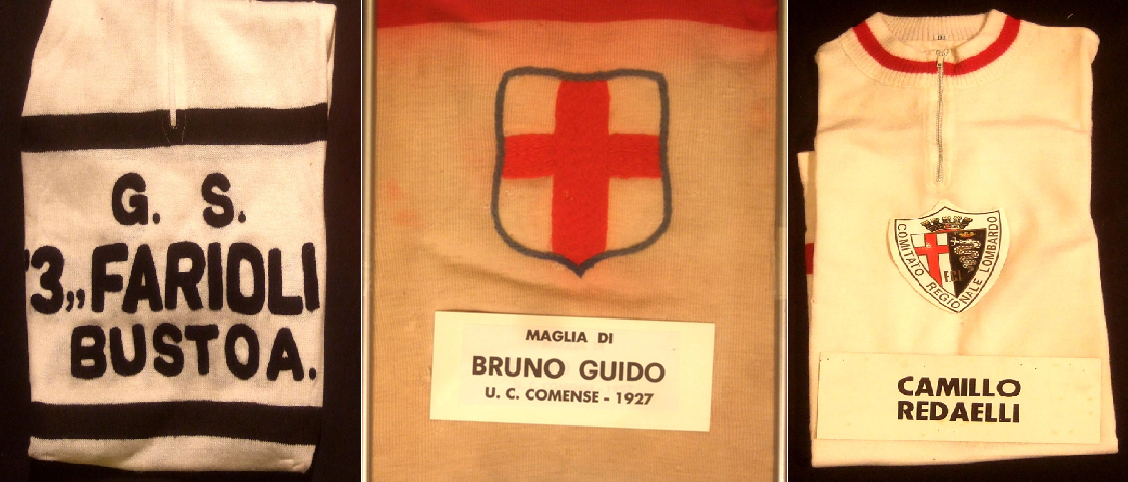 G. S.
"3,, FARIOLI
BUSTO A.
MAGLIA DI
BRUNO GUIDO
U. C. COMENSE - 1927
COMITATO REGIONALE LOMBARDO
F.C.I.
CAMILLO
REDAELLI